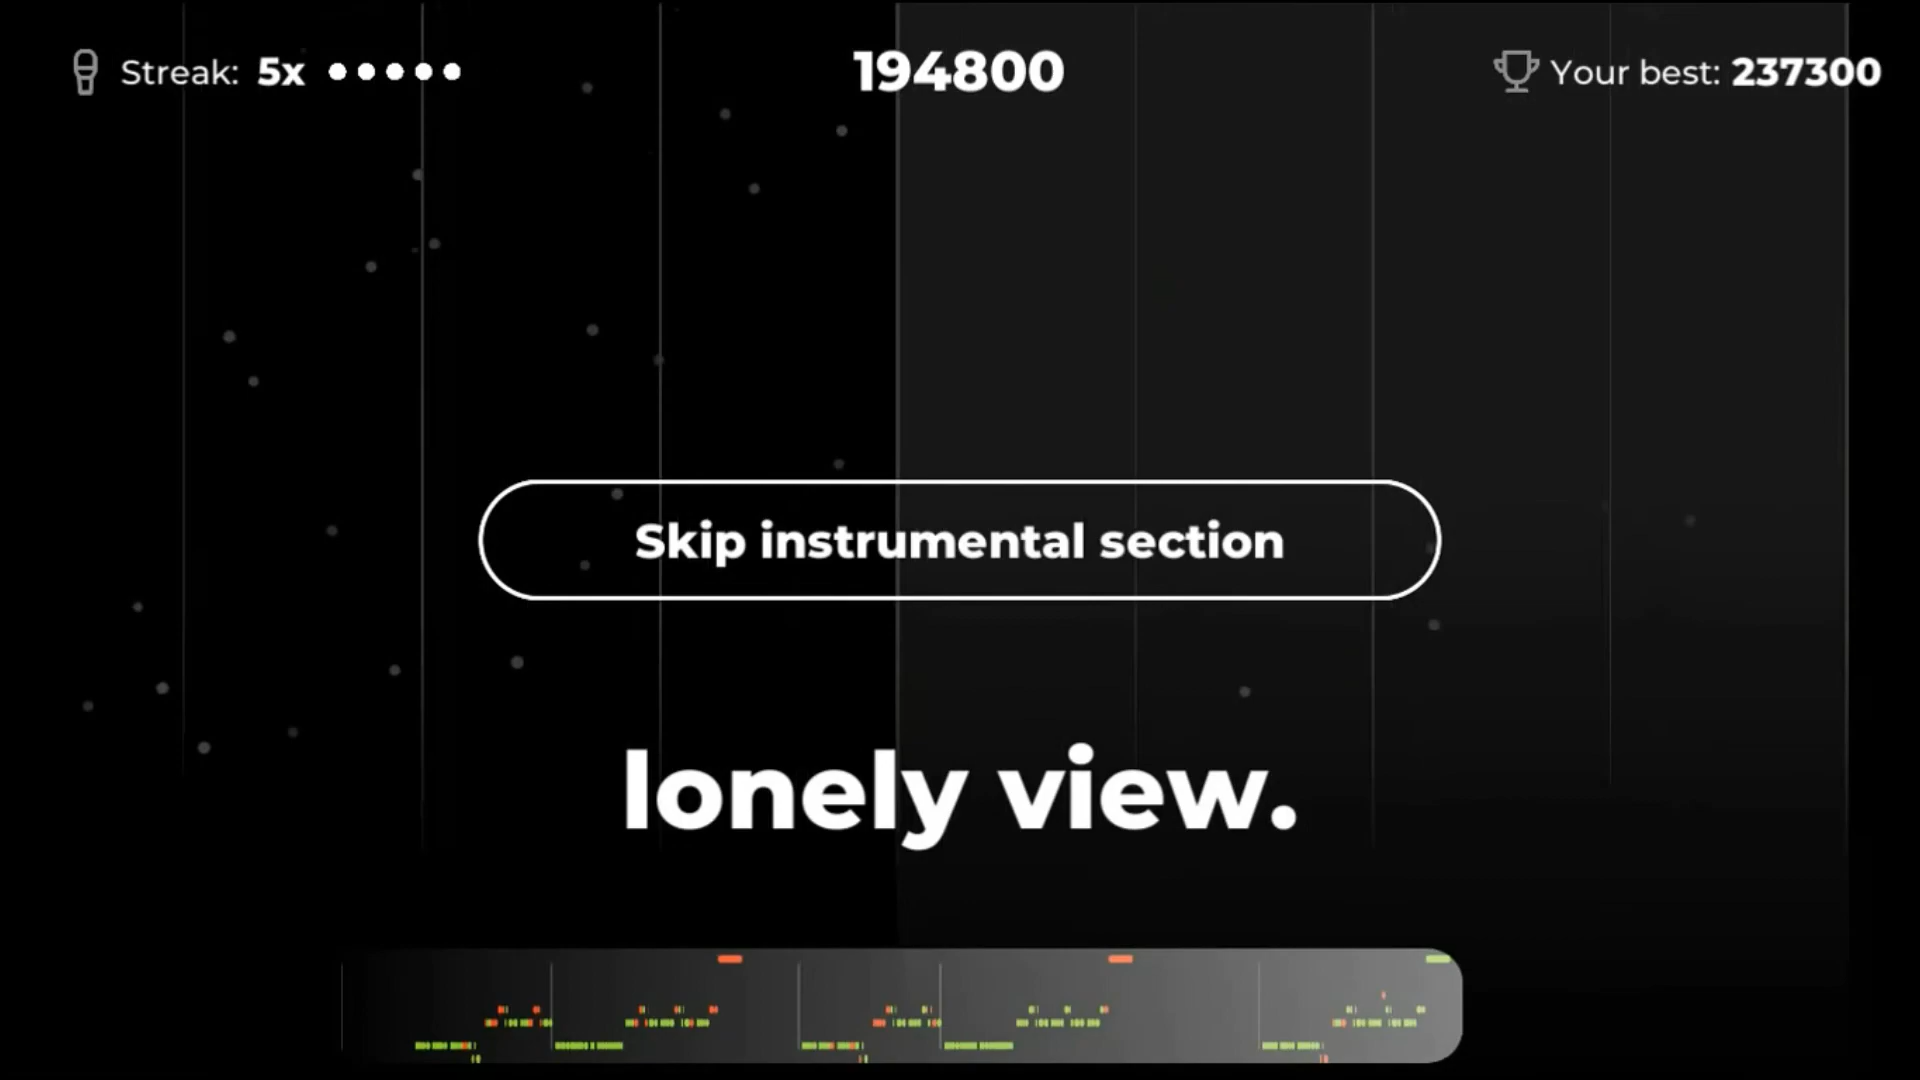 Streak: 5x
194800
Your best: 237300
Skip instrumental section
lonely view.